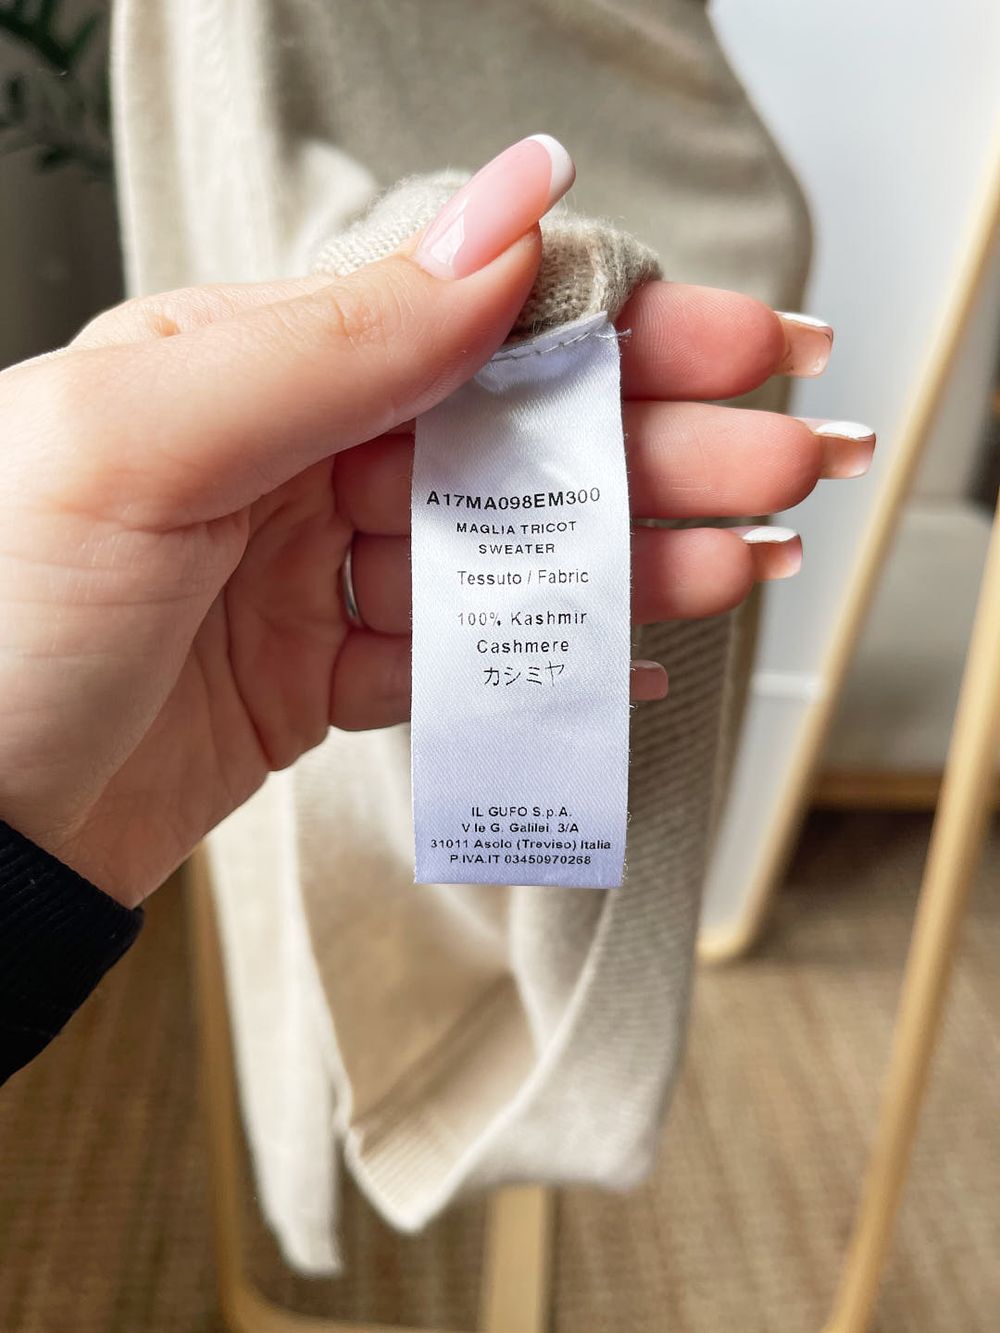 A17MA098EM300
MAGLIA TRICOT
SWEATER
Tessuto / Fabric
100% Kashmir
Cashmere
カシミヤ
IL GUFO S.p.A.
V le G. Galilei, 3/A
31011 Asolo (Treviso) Italia
P.IVA.IT 03450970268